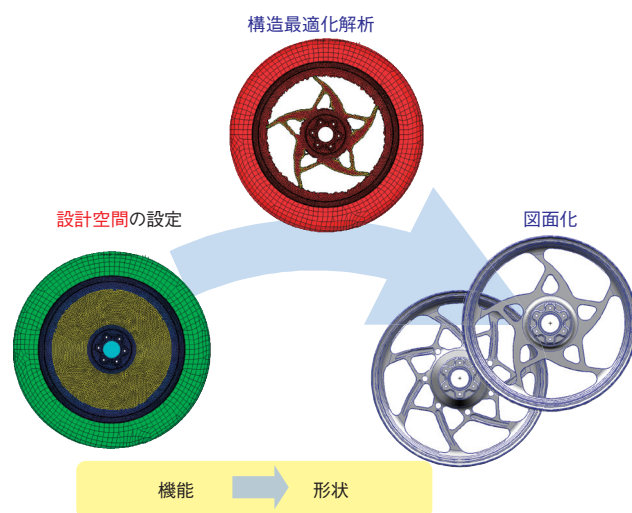 構造最適化解析
設計空間の設定
図面化
機能
形状